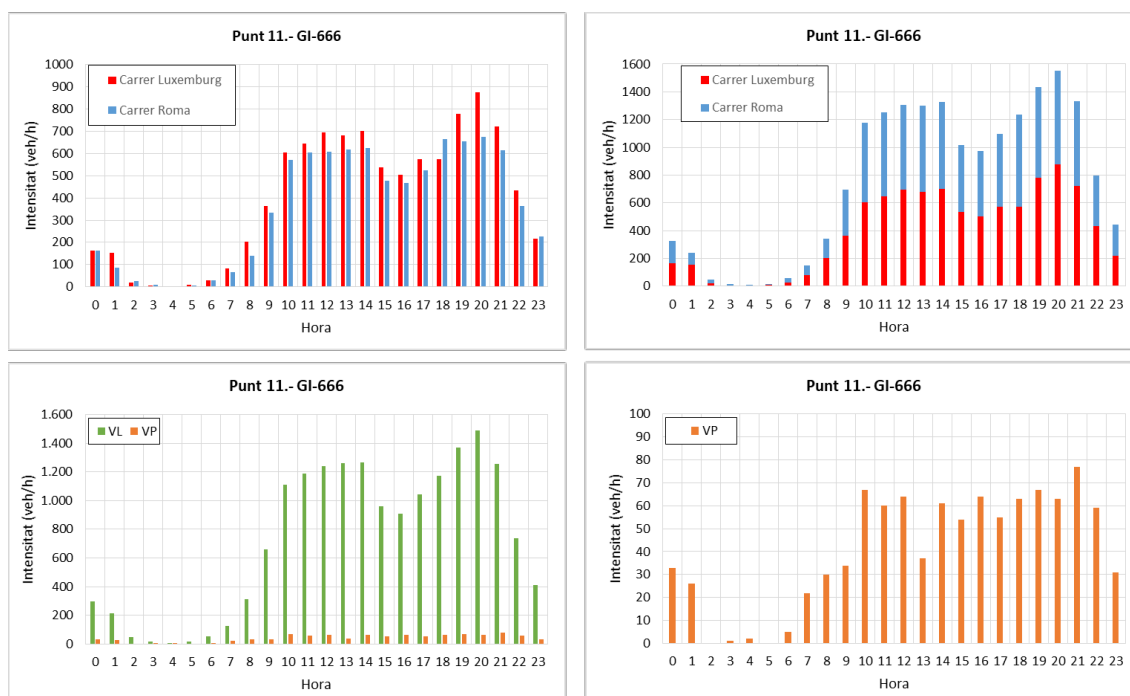 Punt 11.- GI-666
1000
900
800
700
600
500
400
300
200
100
0
Intensitat (veh/h)
Carrer Luxemburg
Carrer Roma
0 1 2 3 4 5 6 7 8 9 10 11 12 13 14 15 16 17 18 19 20 21 22 23
Hora
Punt 11.- GI-666
1600
1400
1200
1000
800
600
400
200
0
Intensitat (veh/h)
Carrer Luxemburg
Carrer Roma
0 1 2 3 4 5 6 7 8 9 10 11 12 13 14 15 16 17 18 19 20 21 22 23
Hora
Punt 11.- GI-666
1.600
1.400
1.200
1.000
800
600
400
200
0
Intensitat (veh/h)
VL VP
0 1 2 3 4 5 6 7 8 9 10 11 12 13 14 15 16 17 18 19 20 21 22 23
Hora
Punt 11.- GI-666
100
90
80
70
60
50
40
30
20
10
0
Intensitat (veh/h)
VP
0 1 2 3 4 5 6 7 8 9 10 11 12 13 14 15 16 17 18 19 20 21 22 23
Hora